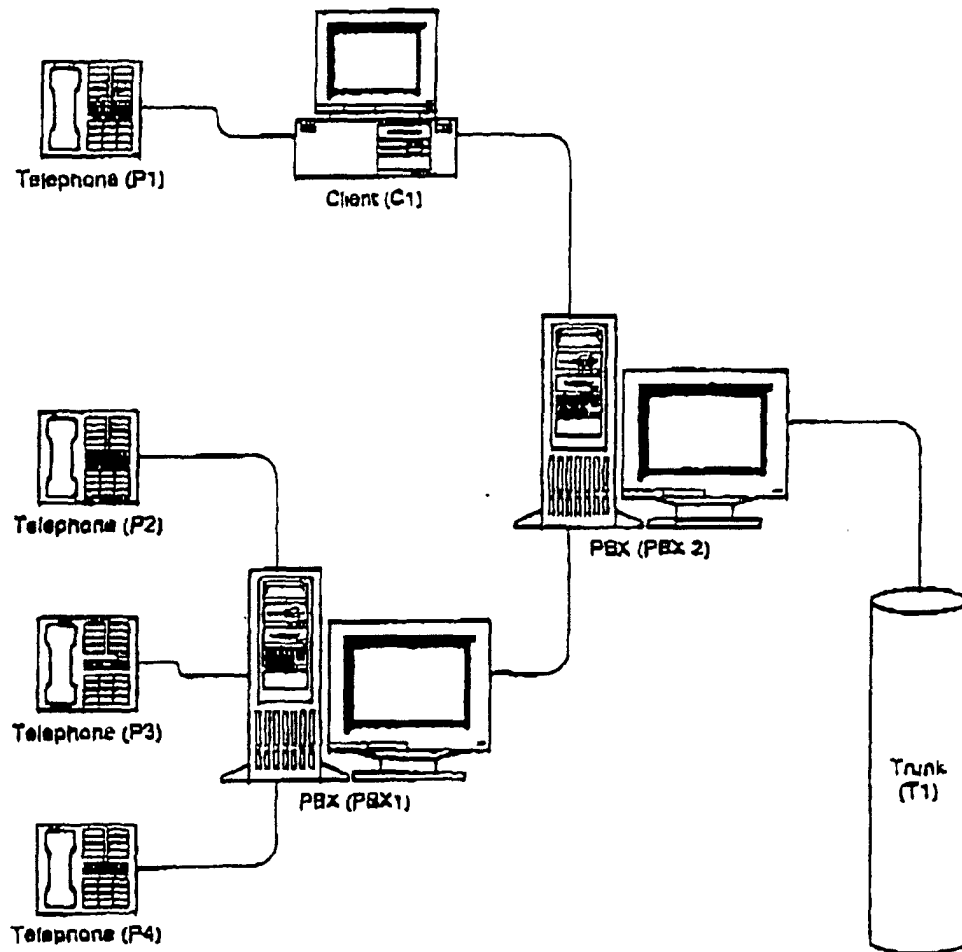 Telephone (P1)
Client (C1)
Telephone (P2)
PBX (PBX 2)
Telephone (P3)
PBX (PBX1)
Trunk
(T1)
Telephone (P4)